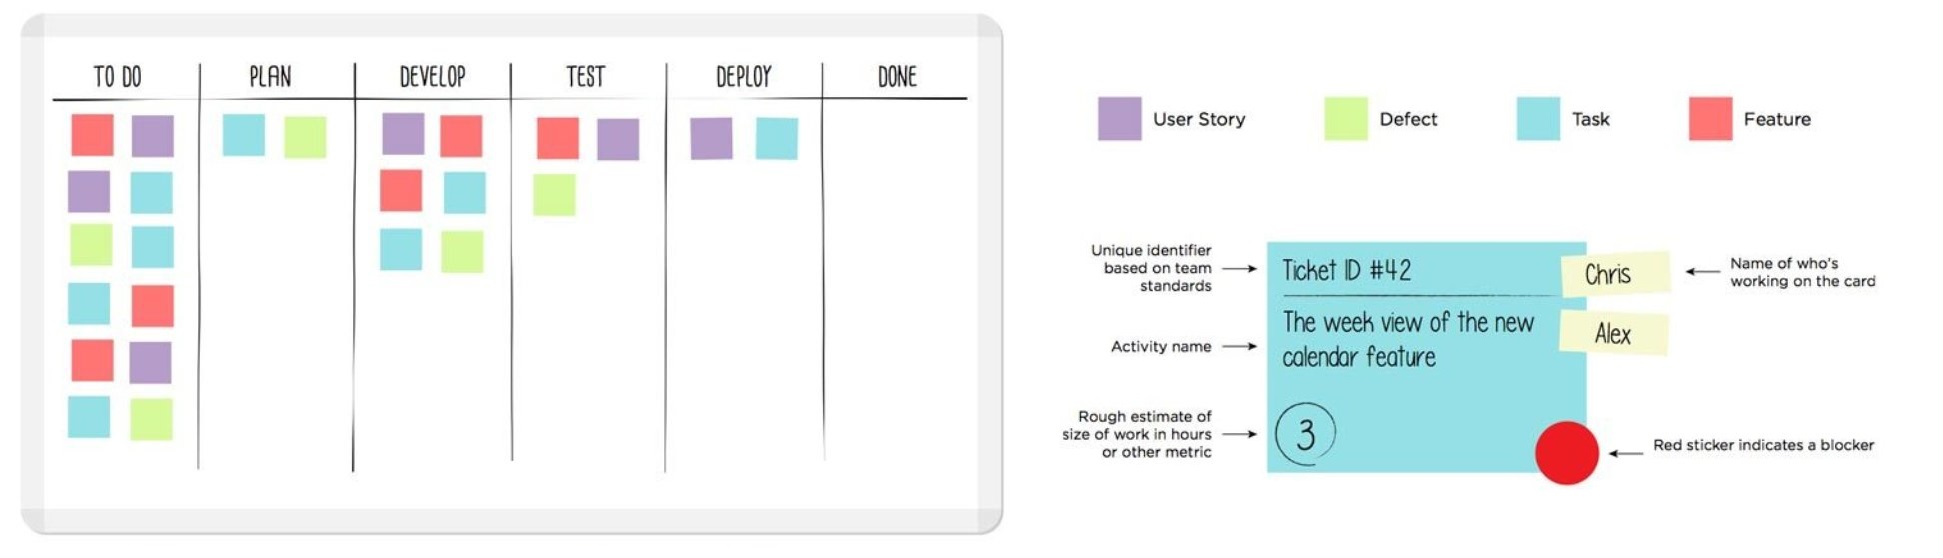 TO DO
PLAN
DEVELOP
TEST
DEPLOY
DONE
User Story
Defect
Task
Feature
Unique identifier
based on team
standards
Ticket ID #42
Chris
Name of who's
working on the card
Activity name
The week view of the new
calendar feature
Alex
Rough estimate of
size of work in hours
or other metric
3
Red sticker indicates a blocker